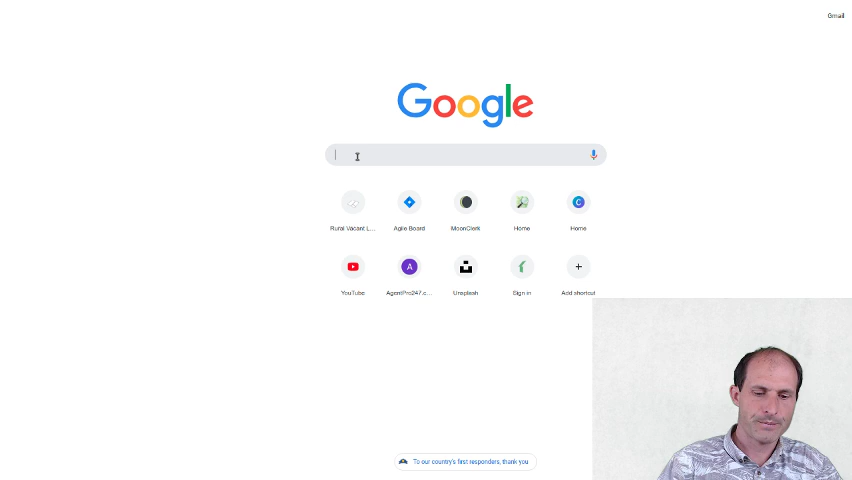 Gmail
Google
Rural Vacant L...
Agile Board
MoonClerk
Home
Home
YouTube
A
AgentPro247.c...
Unsplash
Sign in
Add shortcut
To our country's first responders, thank you